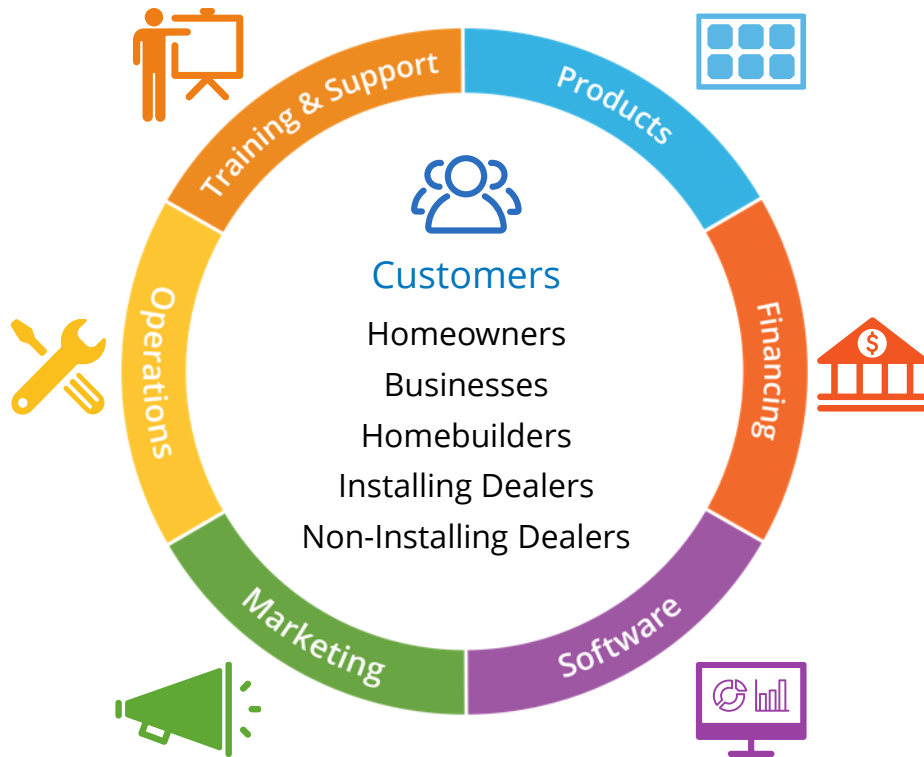 Training & Support
Products
Operations
Financing
Marketing
Software
$
Customers
Homeowners
Businesses
Homebuilders
Installing Dealers
Non-Installing Dealers